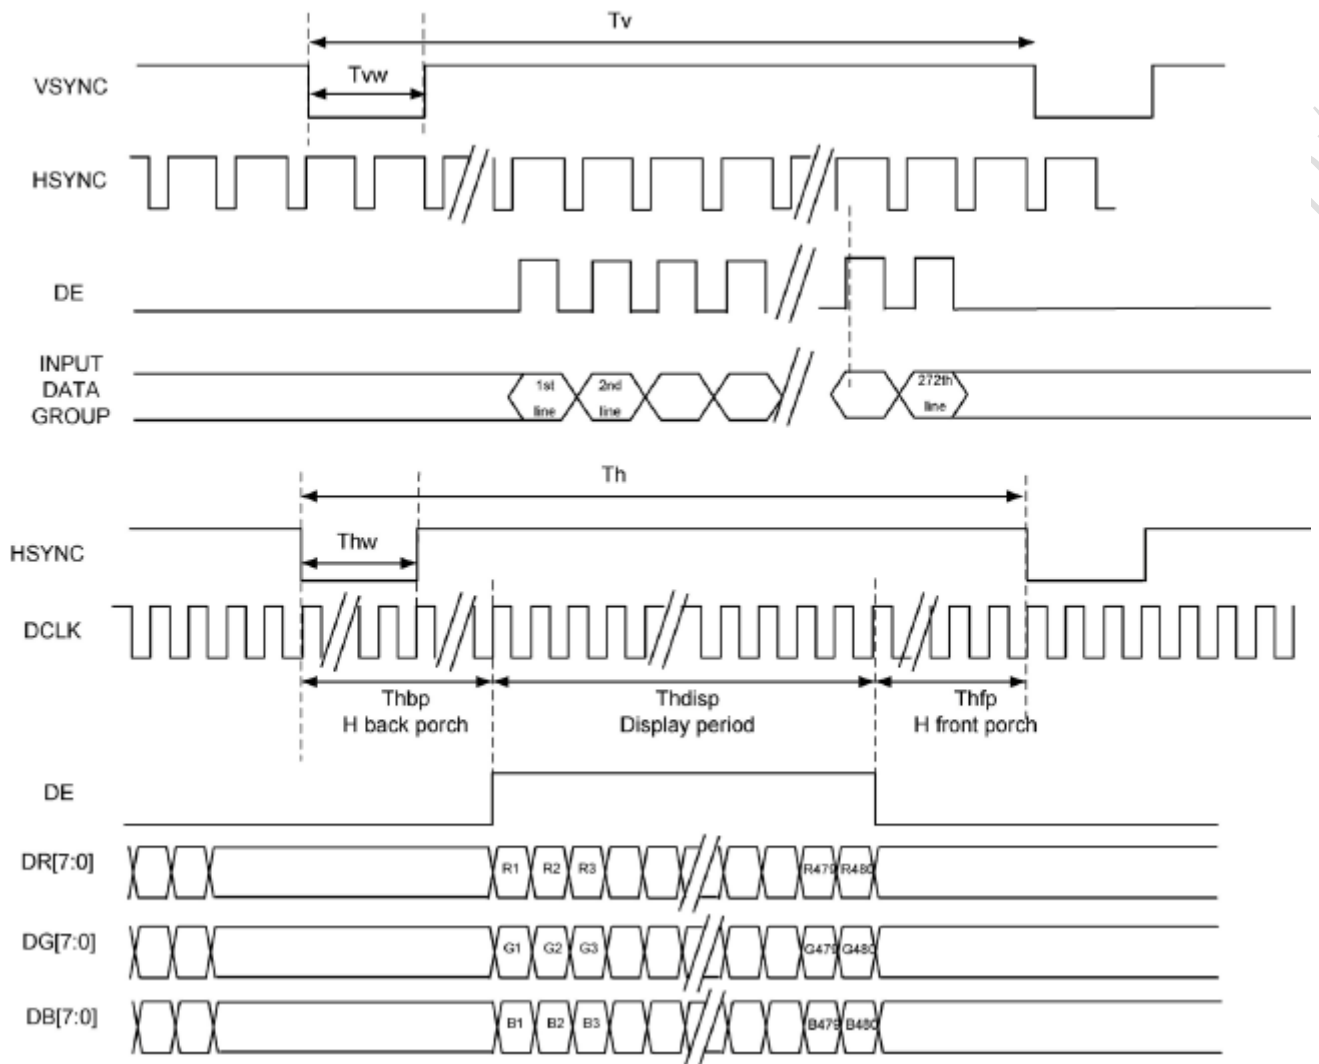 Tv
VSYNC
Tvw
HSYNC
DE
INPUT
DATA
GROUP
1st
line
2nd
line
272th
line
Th
HSYNC
Thw
DCLK
Thbp
H back porch
Thdisp
Display period
Thfp
H front porch
DE
DR[7:0]
R1 R2 R3 R479 R480
DG[7:0]
G1 G2 G3 G479 G480
DB[7:0]
B1 B2 B3 B479 B480